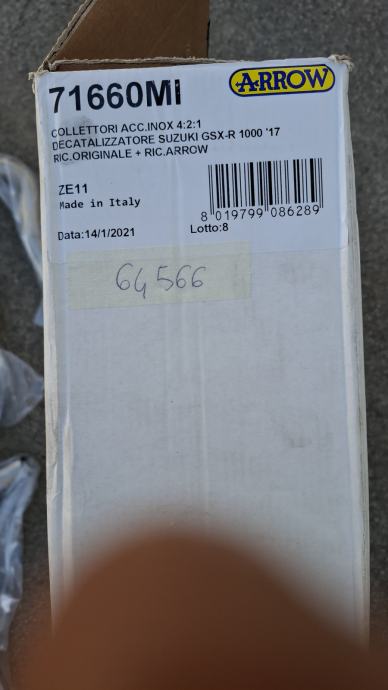 ARROW
71660MI
COLLETTORI ACC.INOX 4:2:1
DECATALIZZATORE SUZUKI GSX-R 1000 '17
RIC.ORIGINALE + RIC.ARROW
ZE11
Made in Italy
8 019799 086289
Data:14/1/2021 Lotto:8
64566